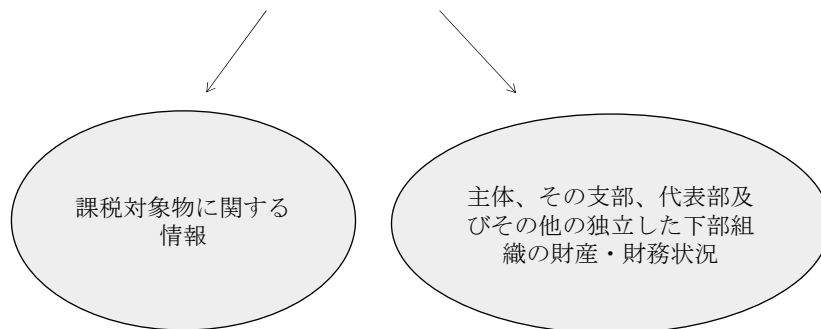 課税対象物に関する
情報
主体、その支部、代表部及
びその他の独立した下部組
織の財産・財務状況